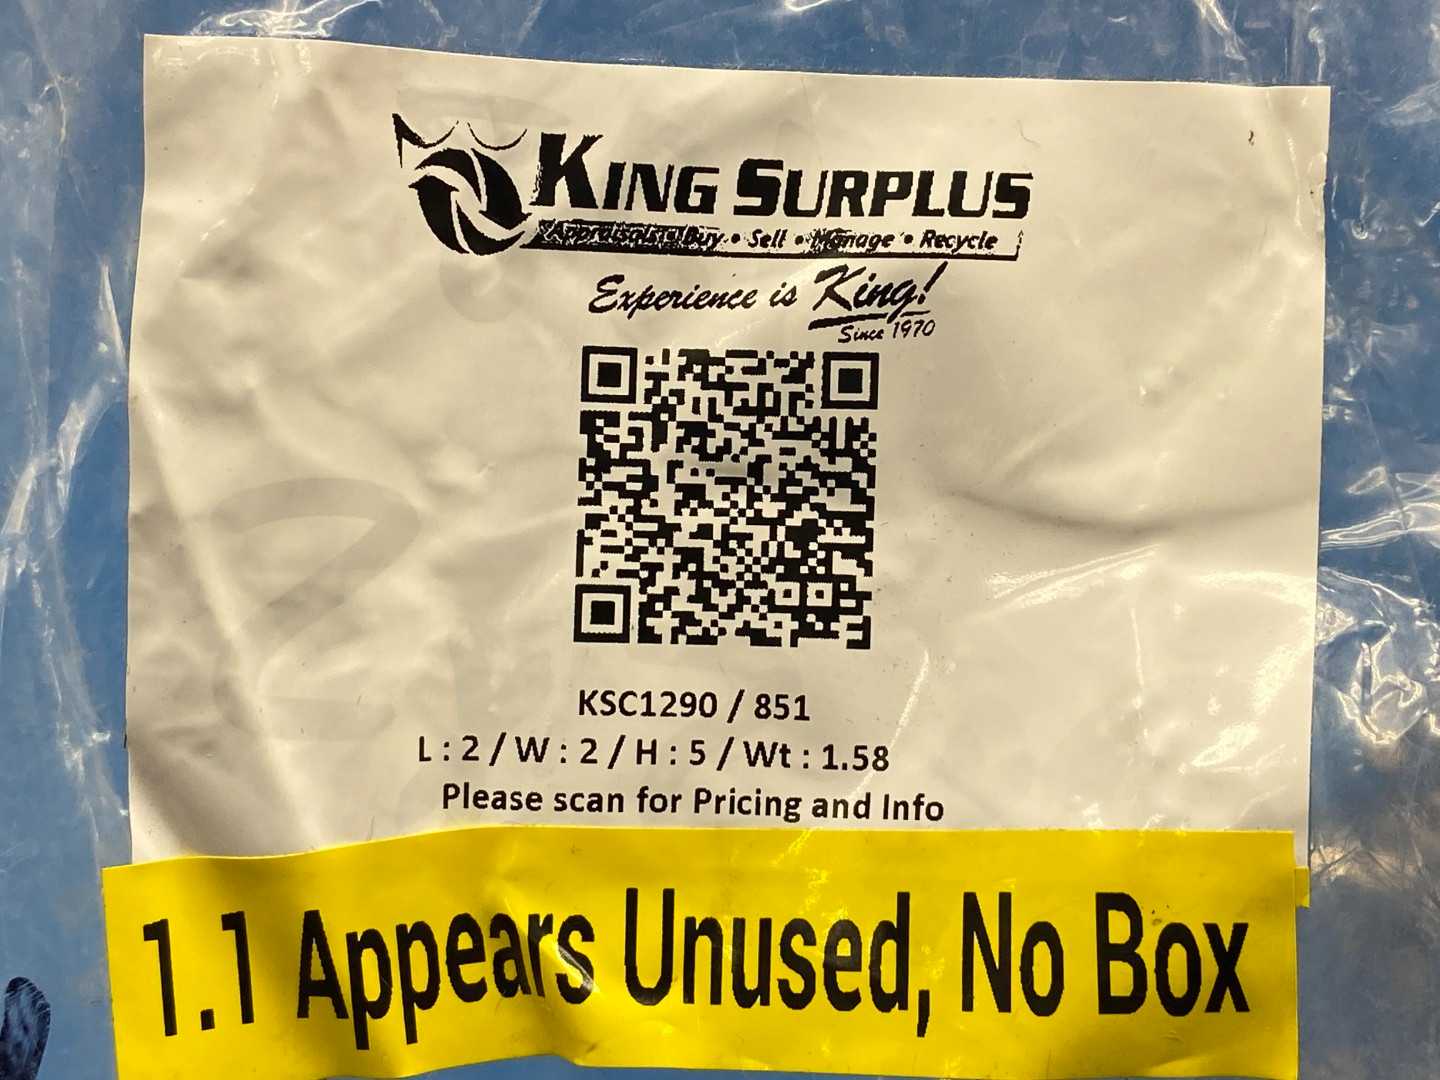 KING SURPLUS
Appraisals • Buy • Sell • Manage • Recycle
Experience is King!
Since 1970
KSC1290 / 851
L : 2 / W : 2 / H : 5 / Wt : 1.58
Please scan for Pricing and Info
1.1 Appears Unused, No Box